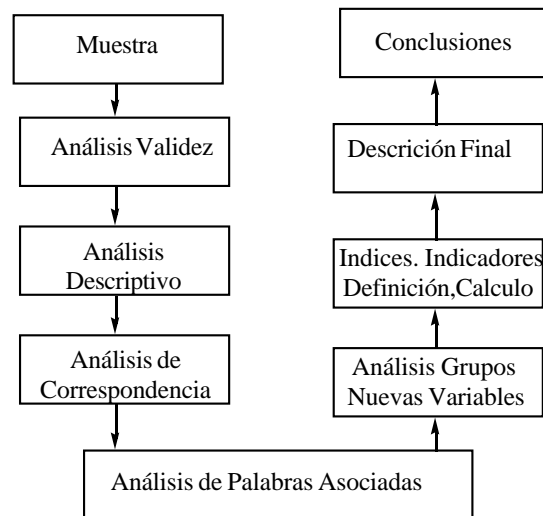 Muestra
Análisis Validez
Análisis
Descriptivo
Análisis de
Correspondencia
Análisis de Palabras Asociadas
Análisis Grupos
Nuevas Variables
Indices. Indicadores
Definición,Calculo
Descrición Final
Conclusiones